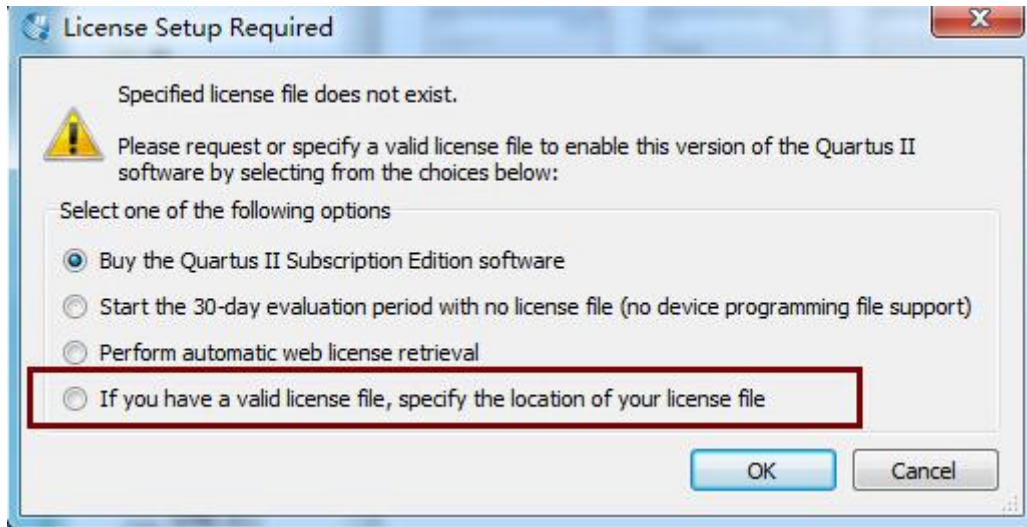 License Setup Required
Specified license file does not exist.
Please request or specify a valid license file to enable this version of the Quartus II
software by selecting from the choices below:
Select one of the following options
Buy the Quartus II Subscription Edition software
Start the 30-day evaluation period with no license file (no device programming file support)
Perform automatic web license retrieval
If you have a valid license file, specify the location of your license file
OK Cancel